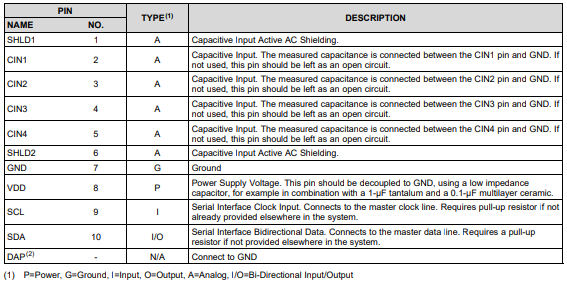 PIN TYPE(1) DESCRIPTION
NAME NO.
SHLD1 1 A Capacitive Input Active AC Shielding.
CIN1 2 A Capacitive Input. The measured capacitance is connected between the CIN1 pin and GND. If
not used, this pin should be left as an open circuit.
CIN2 3 A Capacitive Input. The measured capacitance is connected between the CIN2 pin and GND. If
not used, this pin should be left as an open circuit.
CIN3 4 A Capacitive Input. The measured capacitance is connected between the CIN3 pin and GND. If
not used, this pin should be left as an open circuit.
CIN4 5 A Capacitive Input. The measured capacitance is connected between the CIN4 pin and GND. If
not used, this pin should be left as an open circuit.
SHLD2 6 A Capacitive Input Active AC Shielding.
GND 7 G Ground
VDD 8 P Power Supply Voltage. This pin should be decoupled to GND, using a low impedance
capacitor, for example in combination with a 1-μF tantalum and a 0.1-μF multilayer ceramic.
SCL 9 I Serial Interface Clock Input. Connects to the master clock line. Requires pull-up resistor if not
already provided elsewhere in the system.
SDA 10 I/O Serial Interface Bidirectional Data. Connects to the master data line. Requires a pull-up
resistor if not provided elsewhere in the system.
DAP(2) - N/A Connect to GND
(1) P=Power, G=Ground, I=Input, O=Output, A=Analog, I/O=Bi-Directional Input/Output